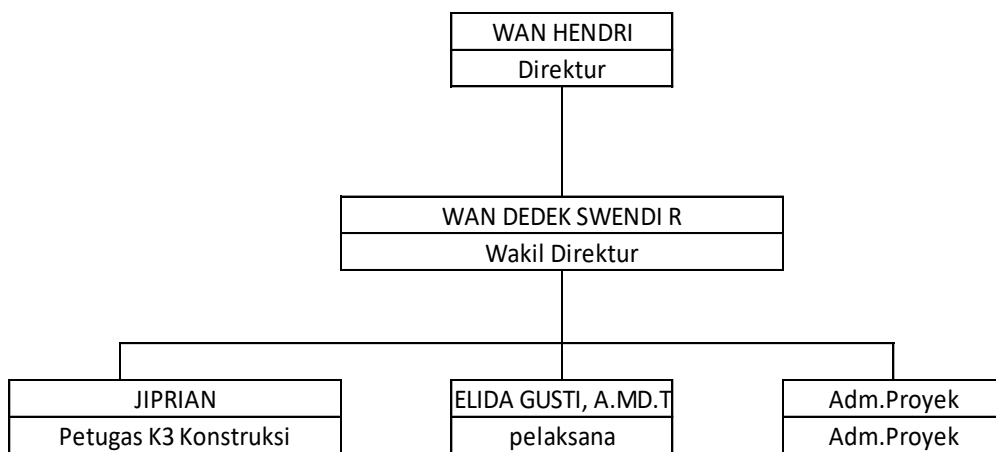 WAN HENDRI
Direktur
WAN DEDEK SWENDI R
Wakil Direktur
JIPRIAN
Petugas K3 Konstruksi
ELIDA GUSTI, A.MD.T
pelaksana
Adm.Proyek
Adm.Proyek